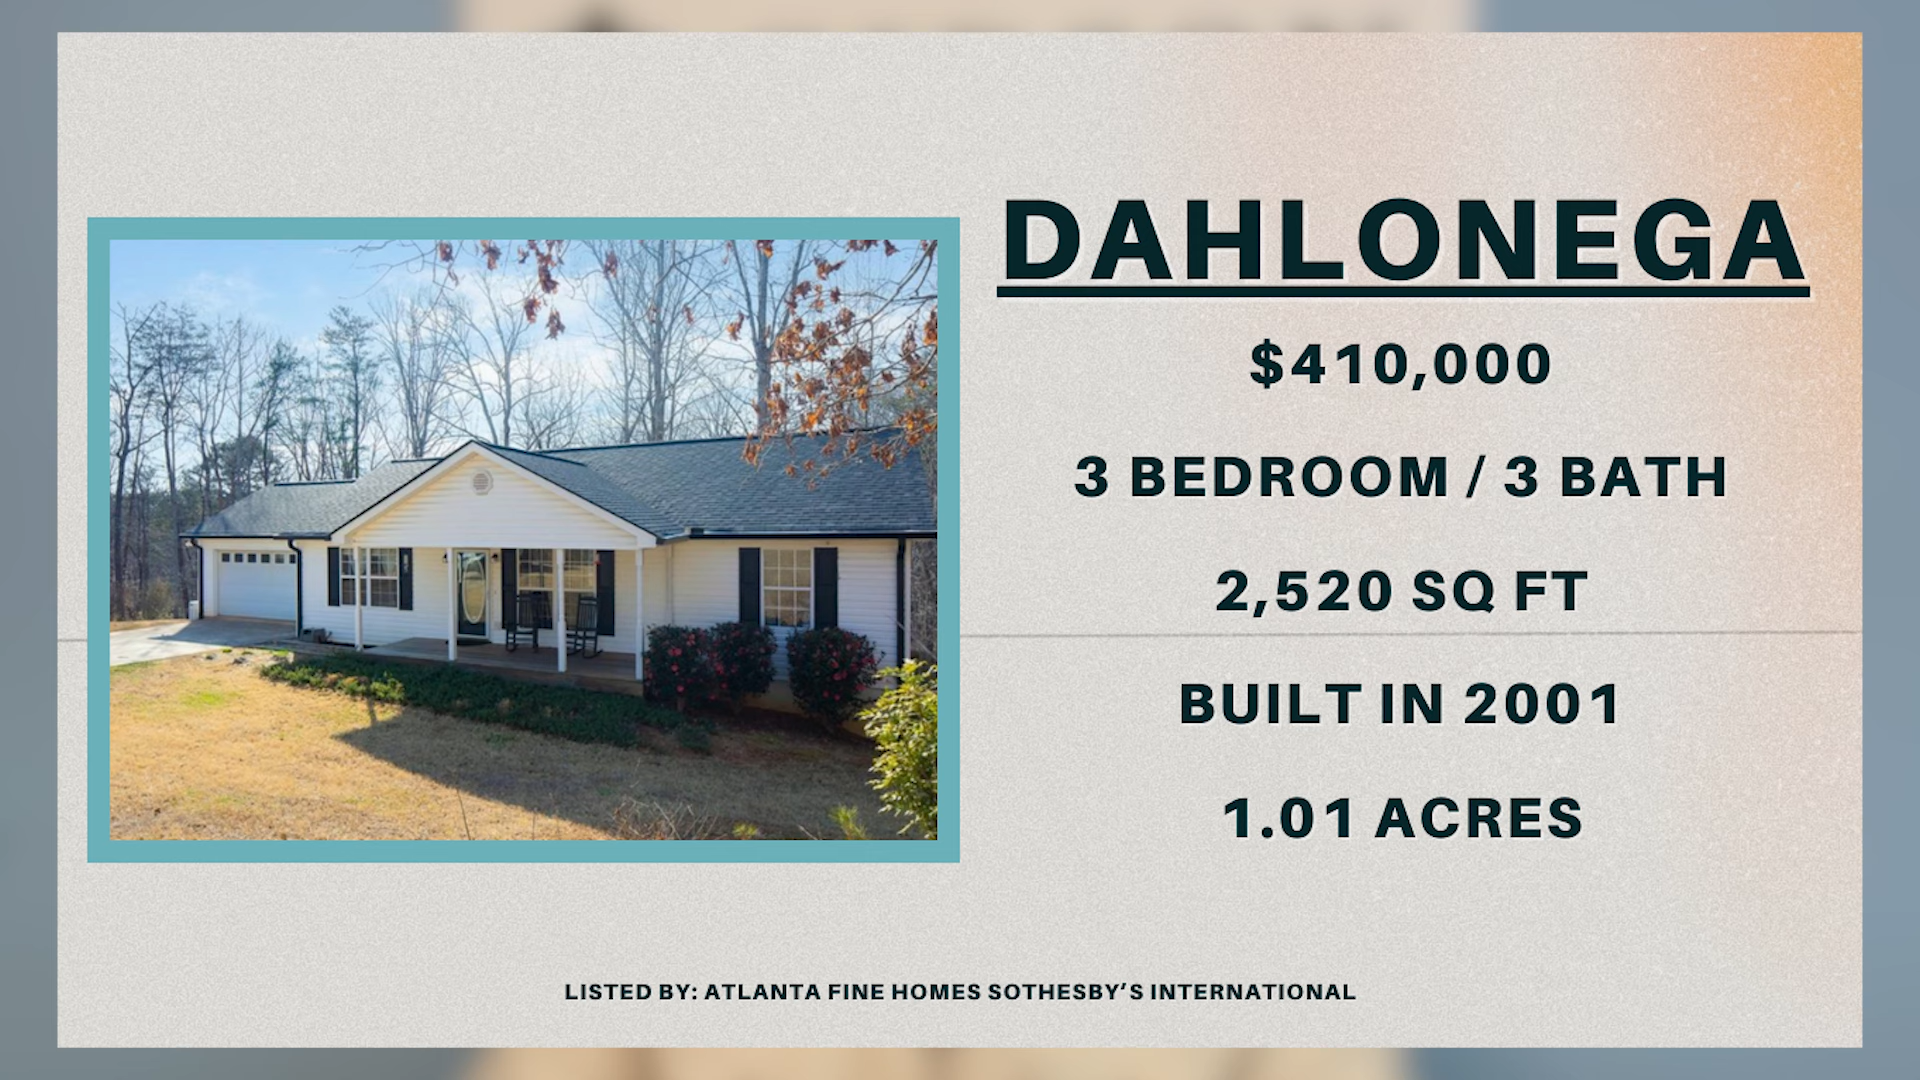 DAHLONEGA
$410,000
3 BEDROOM / 3 BATH
2,520 SQ FT
BUILT IN 2001
1.01 ACRES
LISTED BY: ATLANTA FINE HOMES SOTHESBY'S INTERNATIONAL